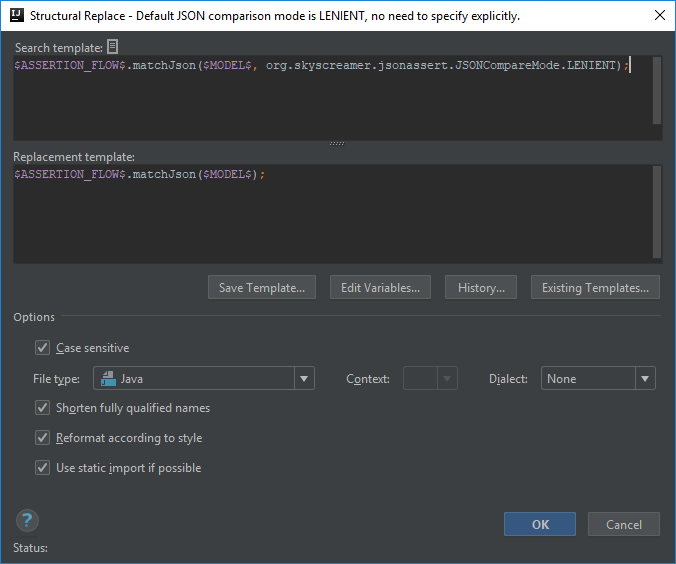 Structural Replace - Default JSON comparison mode is LENIENT, no need to specify explicitly.
Search template:
$ASSERTION_FLOW$.matchJson($MODEL$, org.skyscreamer.jsonassert.JSONCompareMode.LENIENT);
Replacement template:
$ASSERTION_FLOW$.matchJson($MODEL$);
Save Template... Edit Variables... History... Existing Templates...
Options
Case sensitive
File type: Java Context: Dialect: None
Shorten fully qualified names
Reformat according to style
Use static import if possible
? OK Cancel
Status: